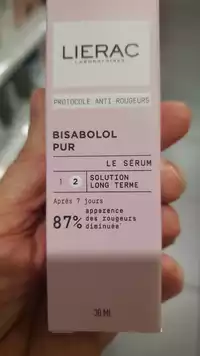 LIERAC
LABORATOIRES
PROTOCOLE ANTI ROUGEURS
BISABOLOL
PUR
LE SÉRUM
1 2 SOLUTION
LONG TERME
Après 7 jours
87% apparence
des rougeurs
diminuée*
30 ML